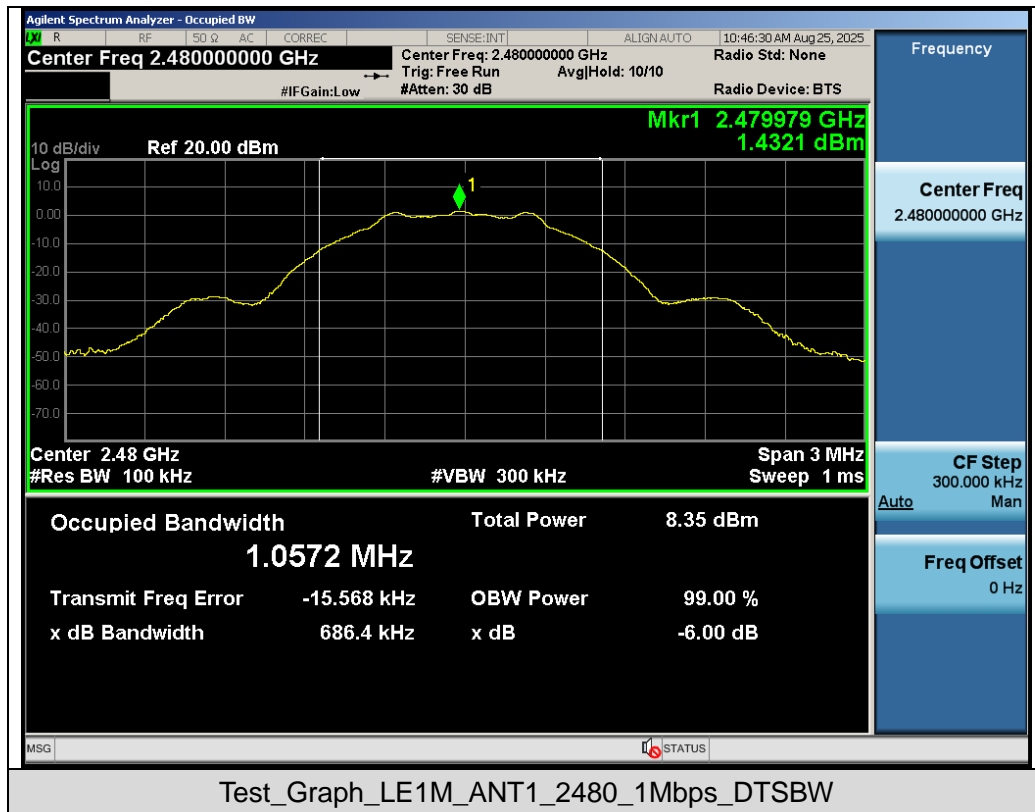 Agilent Spectrum Analyzer - Occupied BW
LXI R RF 50 Ω AC CORREC SENSE:INT ALIGN AUTO 10:46:30 AM Aug 25, 2025
Center Freq 2.480000000 GHz
Center Freq: 2.480000000 GHz
Radio Std: None
Trig: Free Run Avg|Hold: 10/10
#IFGain:Low
#Atten: 30 dB
Radio Device: BTS
Mkr1 2.479979 GHz
1.4321 dBm
10 dB/div Ref 20.00 dBm
Log
10.0
0.00
-10.0
-20.0
-30.0
-40.0
-50.0
-60.0
-70.0
1
Center 2.48 GHz Span 3 MHz
#Res BW 100 kHz #VBW 300 kHz Sweep 1 ms
Occupied Bandwidth Total Power 8.35 dBm
1.0572 MHz
Transmit Freq Error -15.568 kHz OBW Power 99.00 %
x dB Bandwidth 686.4 kHz x dB -6.00 dB
Frequency
Center Freq
2.480000000 GHz
CF Step
300.000 kHz
Auto Man
Freq Offset
0 Hz
MSG STATUS
Test_Graph_LE1M_ANT1_2480_1Mbps_DTSBW